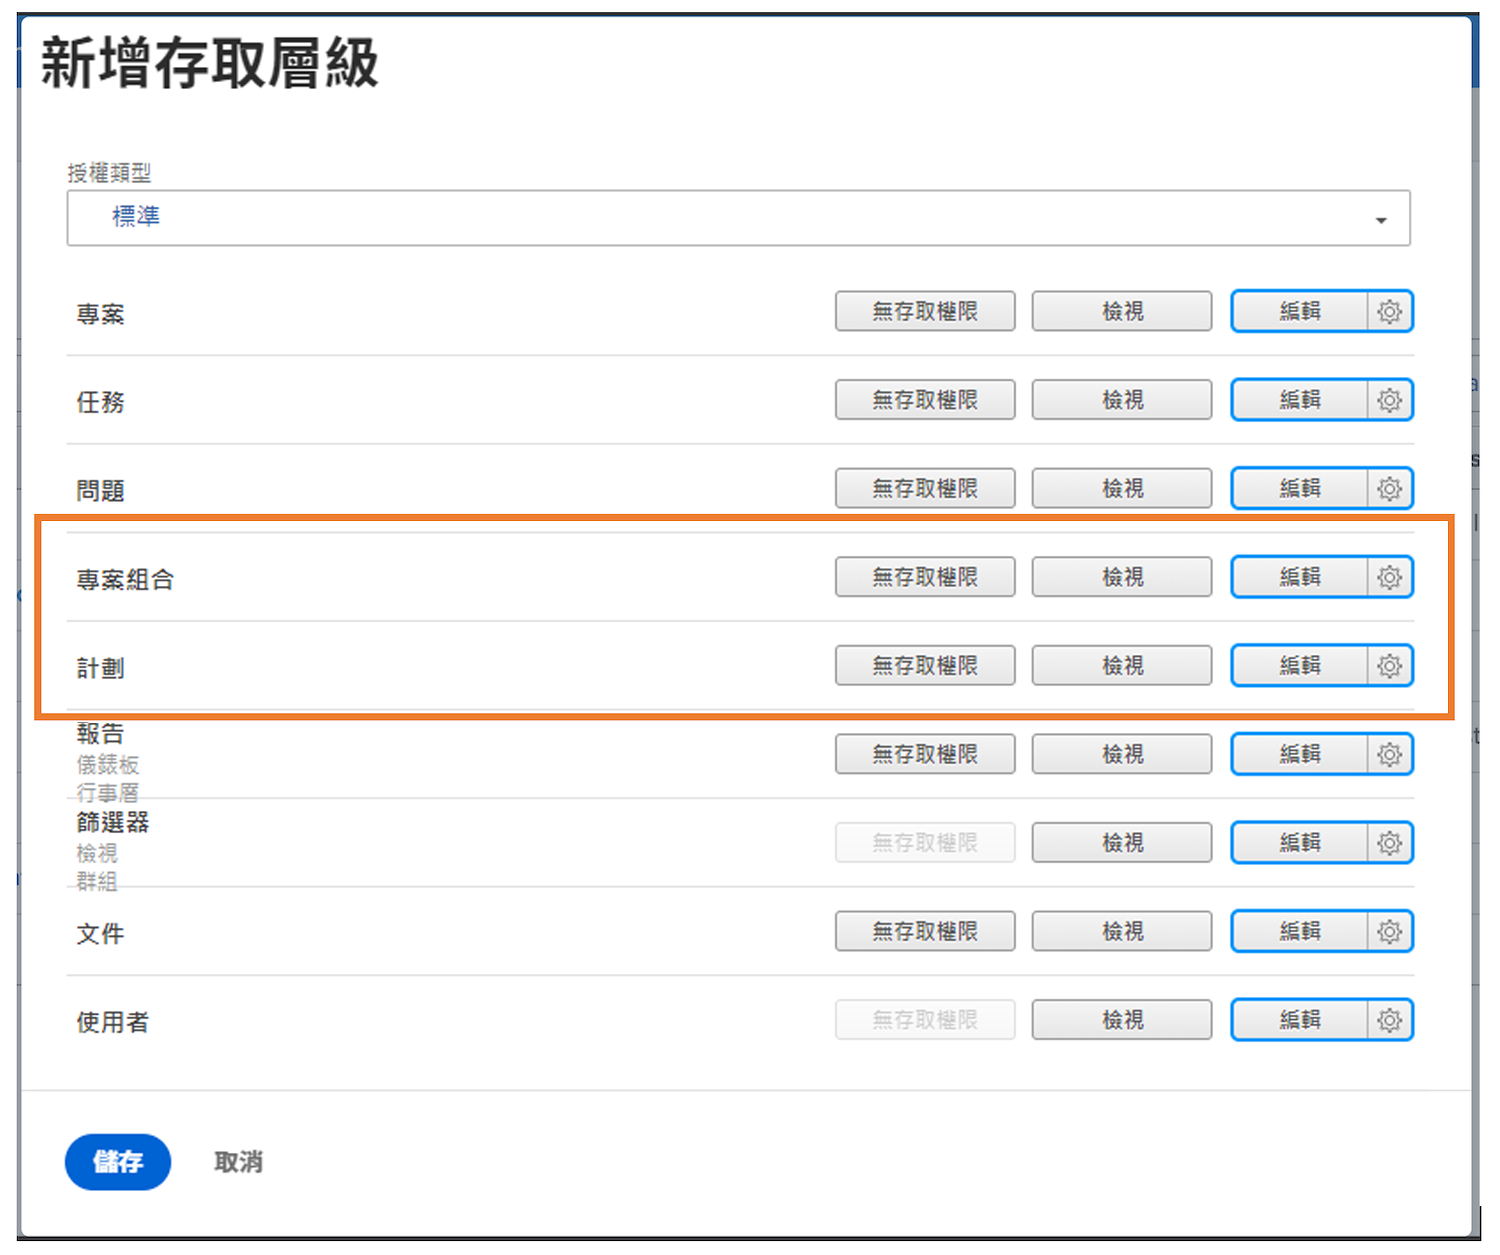 新增存取層級
授權類型
標準
專案 無存取權限 檢視 編輯
任務 無存取權限 檢視 編輯
問題 無存取權限 檢視 編輯
專案組合 無存取權限 檢視 編輯
計劃 無存取權限 檢視 編輯
報告 無存取權限 檢視 編輯
儀錶板
行事曆
篩選器 無存取權限 檢視 編輯
檢視
群組
文件 無存取權限 檢視 編輯
使用者 無存取權限 檢視 編輯
儲存 取消